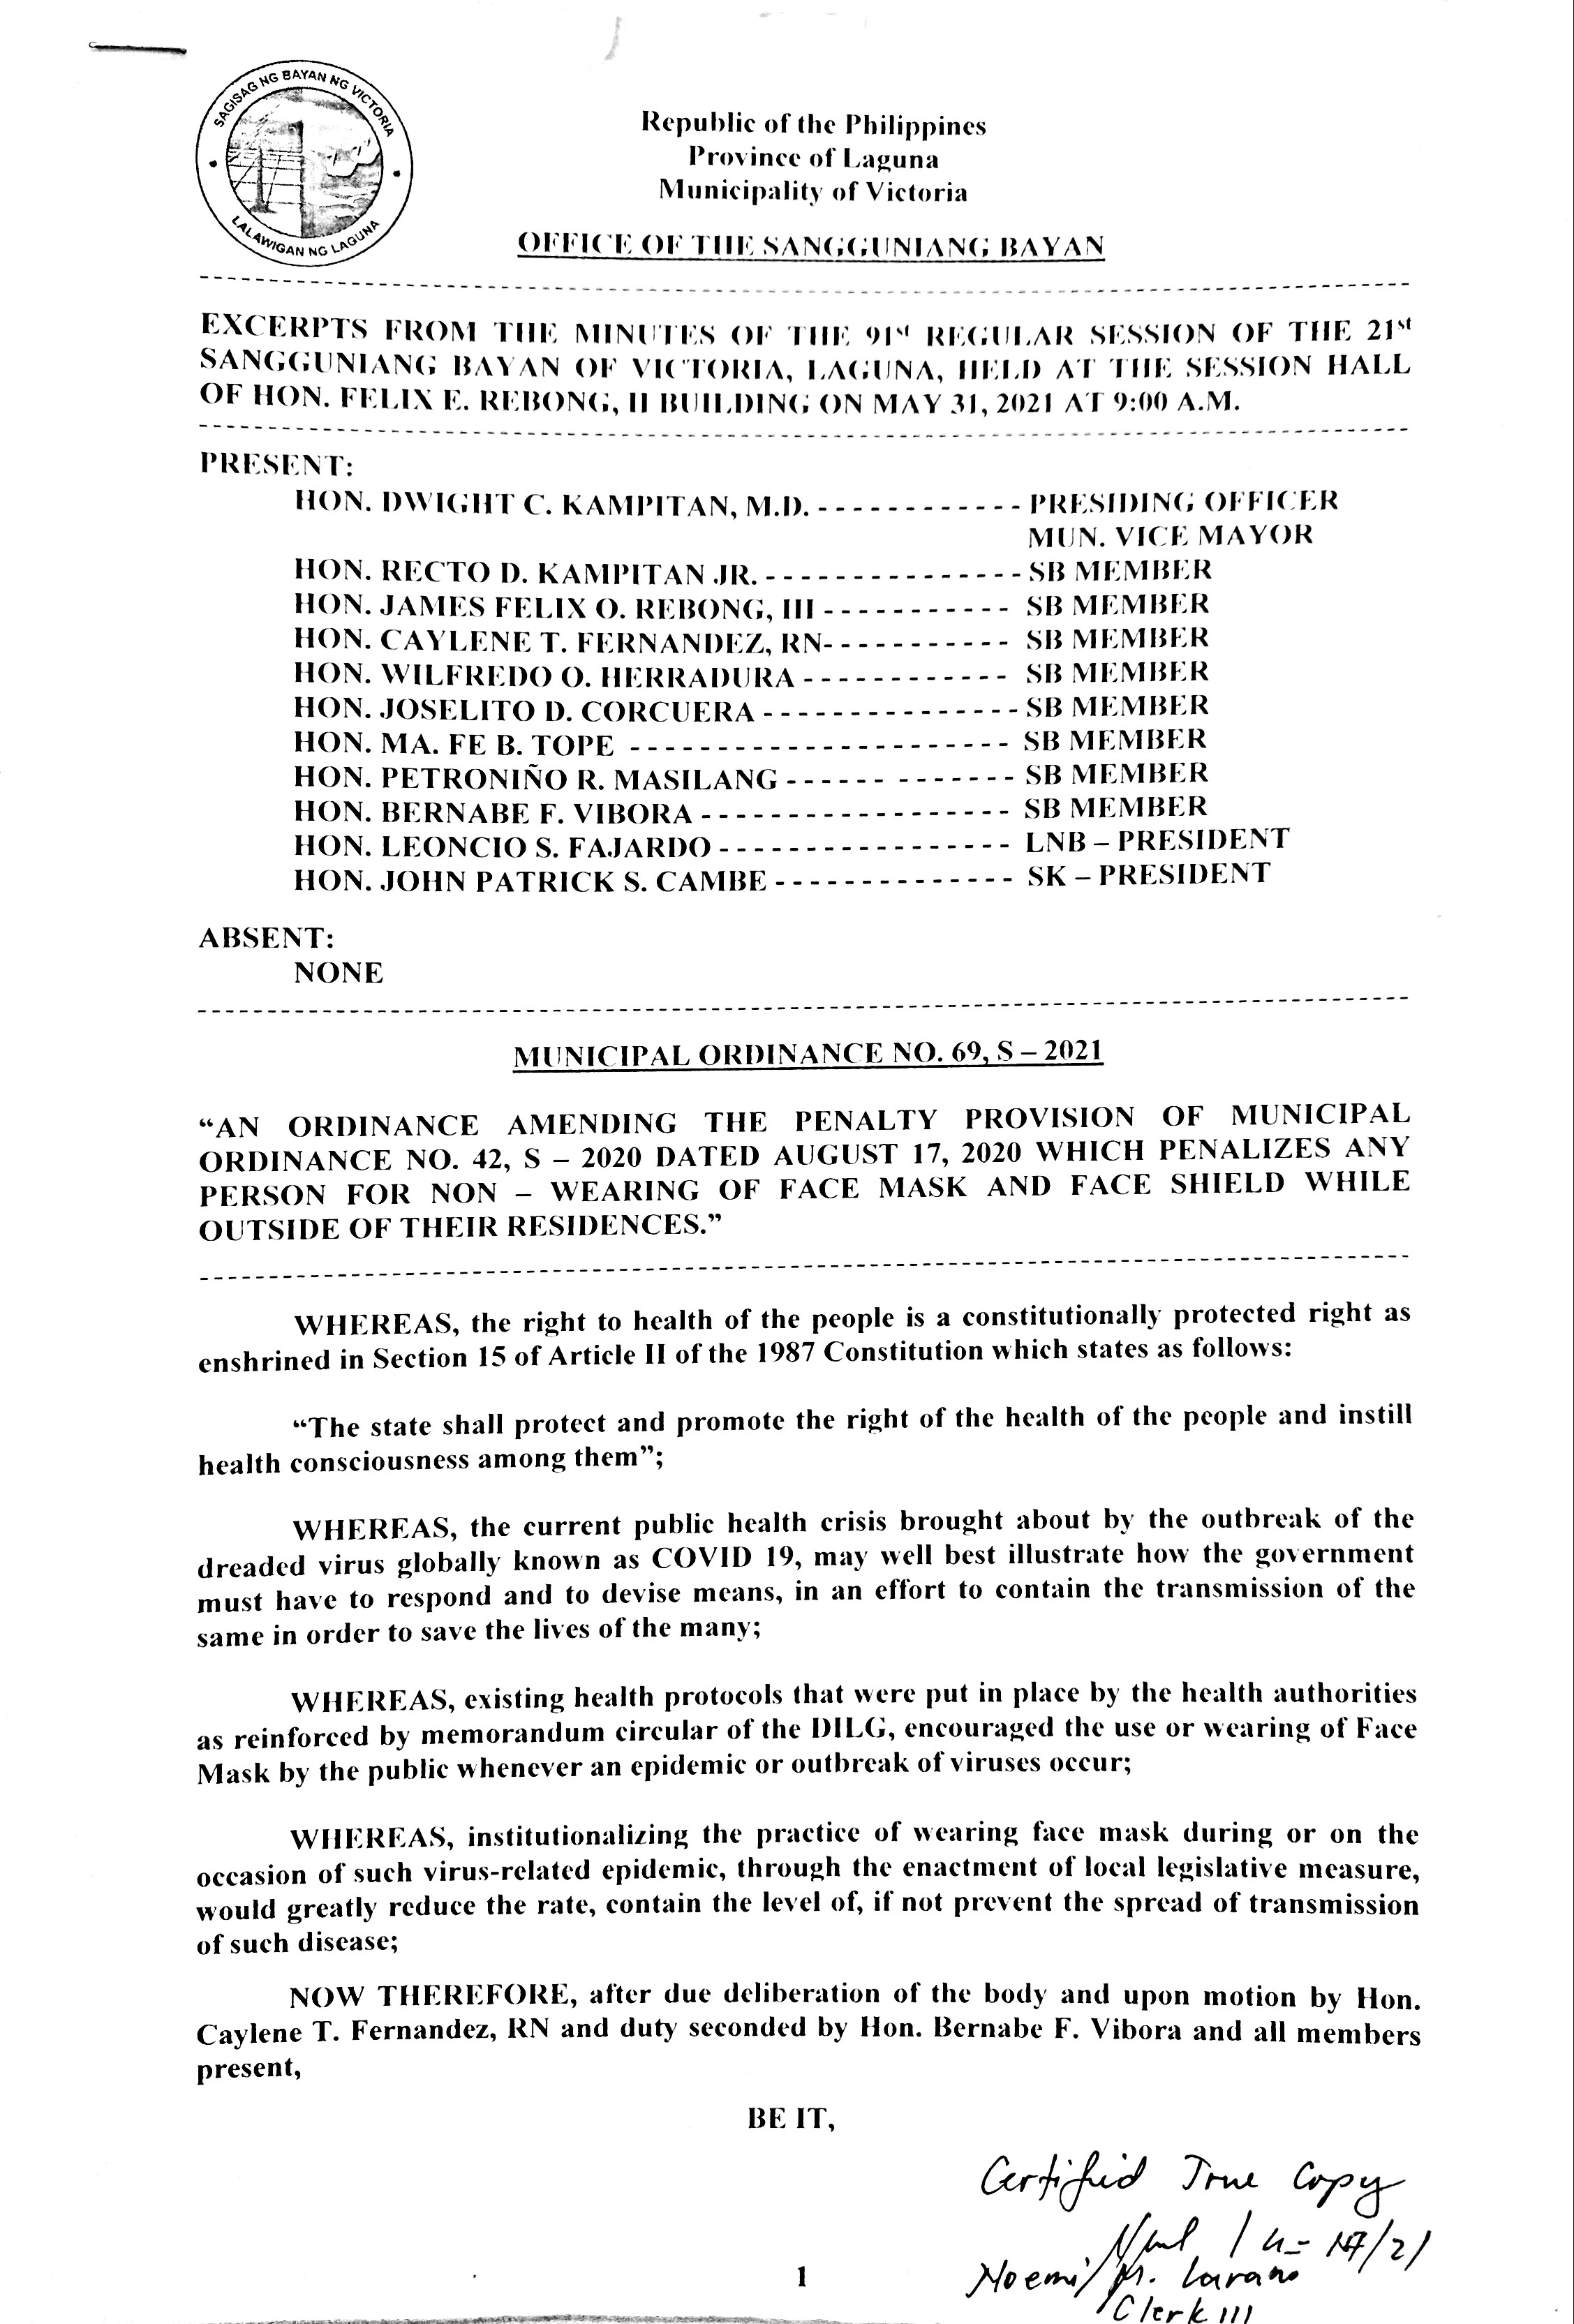 SAGISAG NG BAYAN NG VICTORIA
LALAWIGAN NG LAGUNA
Republic of the Philippines
Province of Laguna
Municipality of Victoria
OFFICE OF THE SANGGUNIANG BAYAN
EXCERPTS FROM THE MINUTES OF THE 91st REGULAR SESSION OF THE 21st
SANGGUNIANG BAYAN OF VICTORIA, LAGUNA, HELD AT THE SESSION HALL
OF HON. FELIX E. REBONG, II BUILDING ON MAY 31, 2021 AT 9:00 A.M.
PRESENT:
HON. DWIGHT C. KAMPITAN, M.D. - - - - - - - - - - - - PRESIDING OFFICER
MUN. VICE MAYOR
HON. RECTO D. KAMPITAN JR. - - - - - - - - - - - - - - - SB MEMBER
HON. JAMES FELIX O. REBONG, III - - - - - - - - - - - SB MEMBER
HON. CAYLENE T. FERNANDEZ, RN- - - - - - - - - - - SB MEMBER
HON. WILFREDO O. HERRADURA - - - - - - - - - - - - SB MEMBER
HON. JOSELITO D. CORCUERA - - - - - - - - - - - - - - - SB MEMBER
HON. MA. FE B. TOPE - - - - - - - - - - - - - - - - - - - - - - SB MEMBER
HON. PETRONIÑO R. MASILANG - - - - - - - - - - - - - SB MEMBER
HON. BERNABE F. VIBORA - - - - - - - - - - - - - - - - - - SB MEMBER
HON. LEONCIO S. FAJARDO - - - - - - - - - - - - - - - - - LNB – PRESIDENT
HON. JOHN PATRICK S. CAMBE - - - - - - - - - - - - - - SK – PRESIDENT
ABSENT:
NONE
MUNICIPAL ORDINANCE NO. 69, S – 2021
“AN ORDINANCE AMENDING THE PENALTY PROVISION OF MUNICIPAL
ORDINANCE NO. 42, S – 2020 DATED AUGUST 17, 2020 WHICH PENALIZES ANY
PERSON FOR NON – WEARING OF FACE MASK AND FACE SHIELD WHILE
OUTSIDE OF THEIR RESIDENCES.”
WHEREAS, the right to health of the people is a constitutionally protected right as
enshrined in Section 15 of Article II of the 1987 Constitution which states as follows:
“The state shall protect and promote the right of the health of the people and instill
health consciousness among them”;
WHEREAS, the current public health crisis brought about by the outbreak of the
dreaded virus globally known as COVID 19, may well best illustrate how the government
must have to respond and to devise means, in an effort to contain the transmission of the
same in order to save the lives of the many;
WHEREAS, existing health protocols that were put in place by the health authorities
as reinforced by memorandum circular of the DILG, encouraged the use or wearing of Face
Mask by the public whenever an epidemic or outbreak of viruses occur;
WHEREAS, institutionalizing the practice of wearing face mask during or on the
occasion of such virus-related epidemic, through the enactment of local legislative measure,
would greatly reduce the rate, contain the level of, if not prevent the spread of transmission
of such disease;
NOW THEREFORE, after due deliberation of the body and upon motion by Hon.
Caylene T. Fernandez, RN and duty seconded by Hon. Bernabe F. Vibora and all members
present,
BE IT,
Certified True Copy
Noemi M. Larano
Clerk III
1